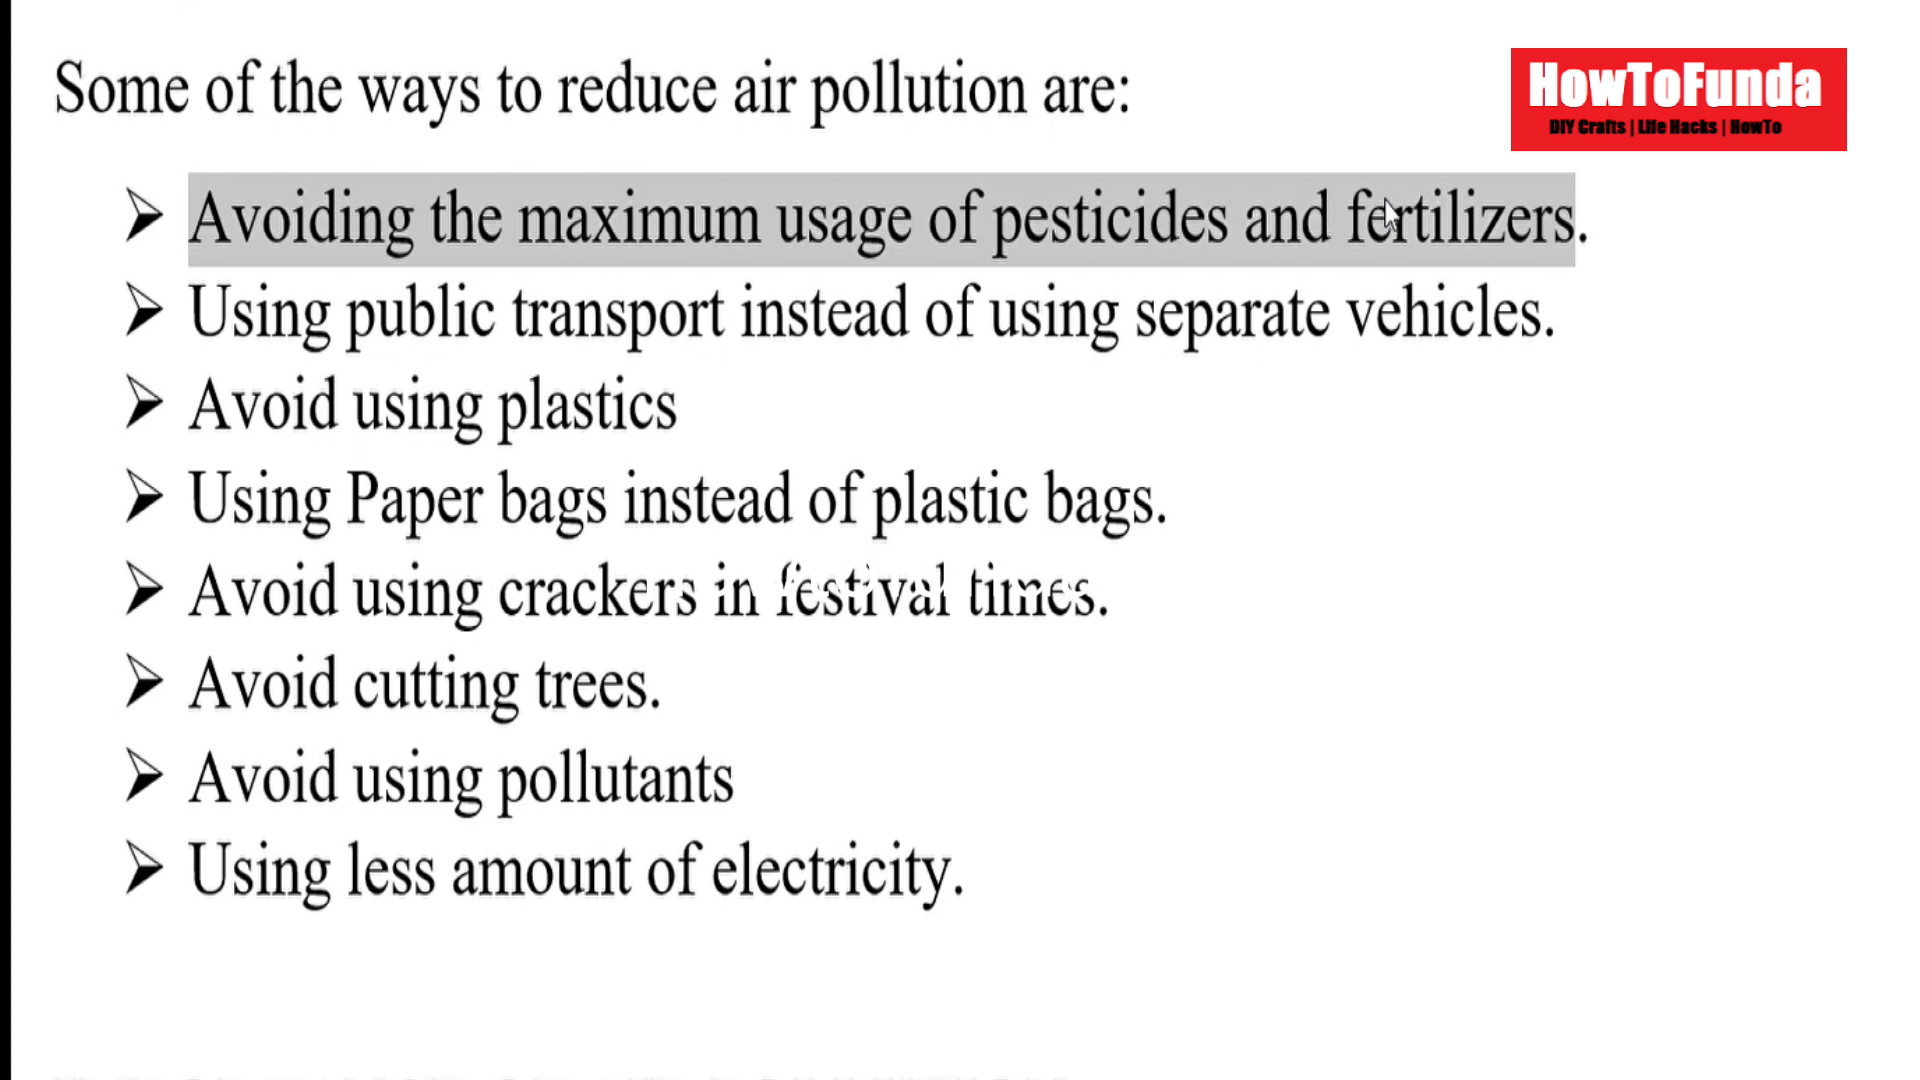 Some of the ways to reduce air pollution are:
HowToFunda
DIY Crafts | Life Hacks | HowTo
➢ Avoiding the maximum usage of pesticides and fertilizers.
➢ Using public transport instead of using separate vehicles.
➢ Avoid using plastics
➢ Using Paper bags instead of plastic bags.
➢ Avoid using crackers in festival times.
➢ Avoid cutting trees.
➢ Avoid using pollutants
➢ Using less amount of electricity.